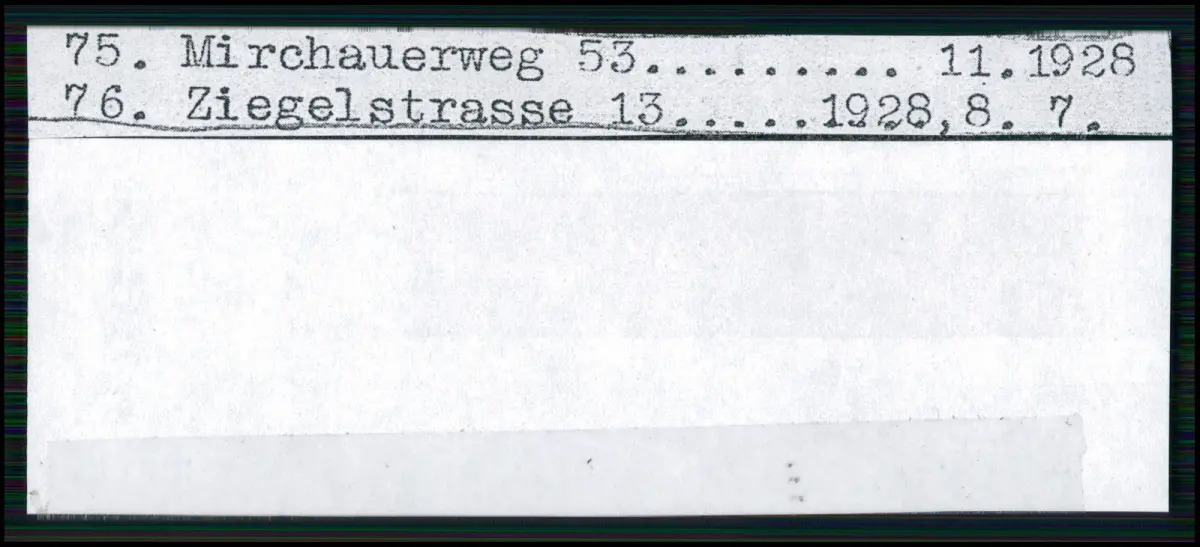 75. Mirchauerweg 53.......... 11.1928
76. Ziegelstrasse 13.....1928,8. 7.